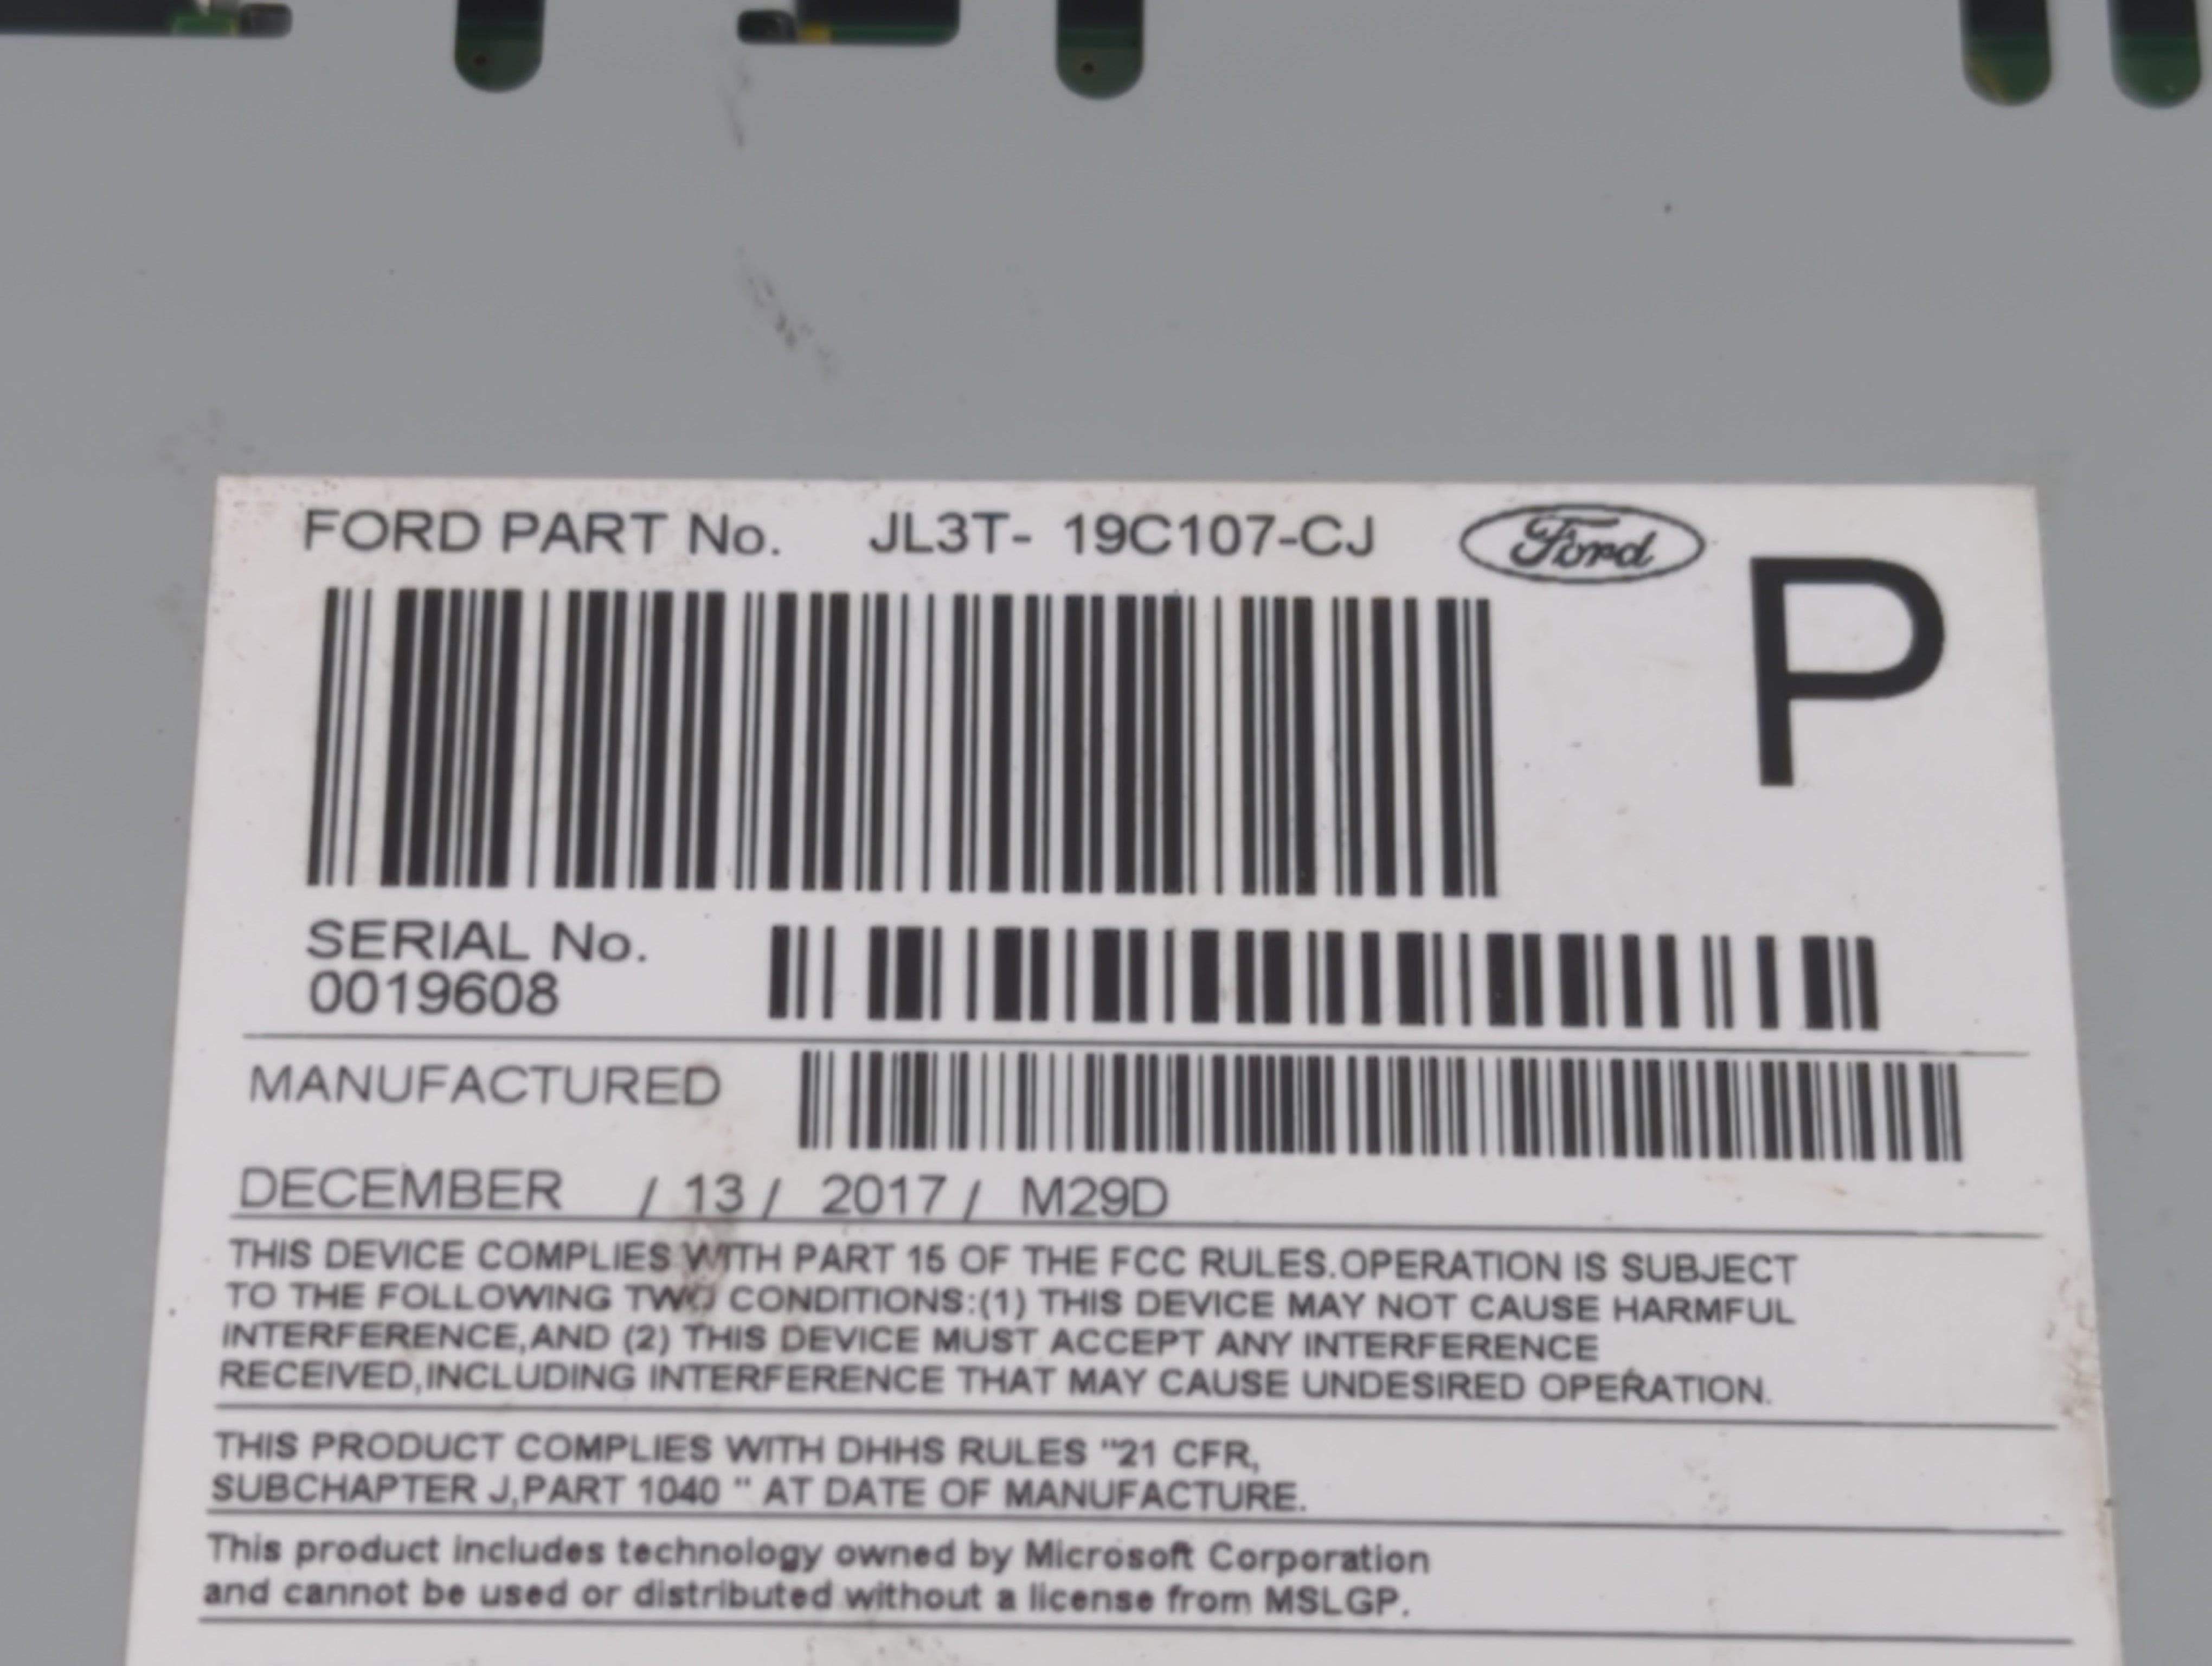 FORD PART No. JL3T- 19C107-CJ Ford
P
SERIAL No.
0019608
MANUFACTURED
DECEMBER / 13 / 2017 / M29D
THIS DEVICE COMPLIES WITH PART 15 OF THE FCC RULES.OPERATION IS SUBJECT
TO THE FOLLOWING TWO CONDITIONS:(1) THIS DEVICE MAY NOT CAUSE HARMFUL
INTERFERENCE,AND (2) THIS DEVICE MUST ACCEPT ANY INTERFERENCE
RECEIVED,INCLUDING INTERFERENCE THAT MAY CAUSE UNDESIRED OPERATION.
THIS PRODUCT COMPLIES WITH DHHS RULES "21 CFR,
SUBCHAPTER J,PART 1040 " AT DATE OF MANUFACTURE.
This product includes technology owned by Microsoft Corporation
and cannot be used or distributed without a license from MSLGP.